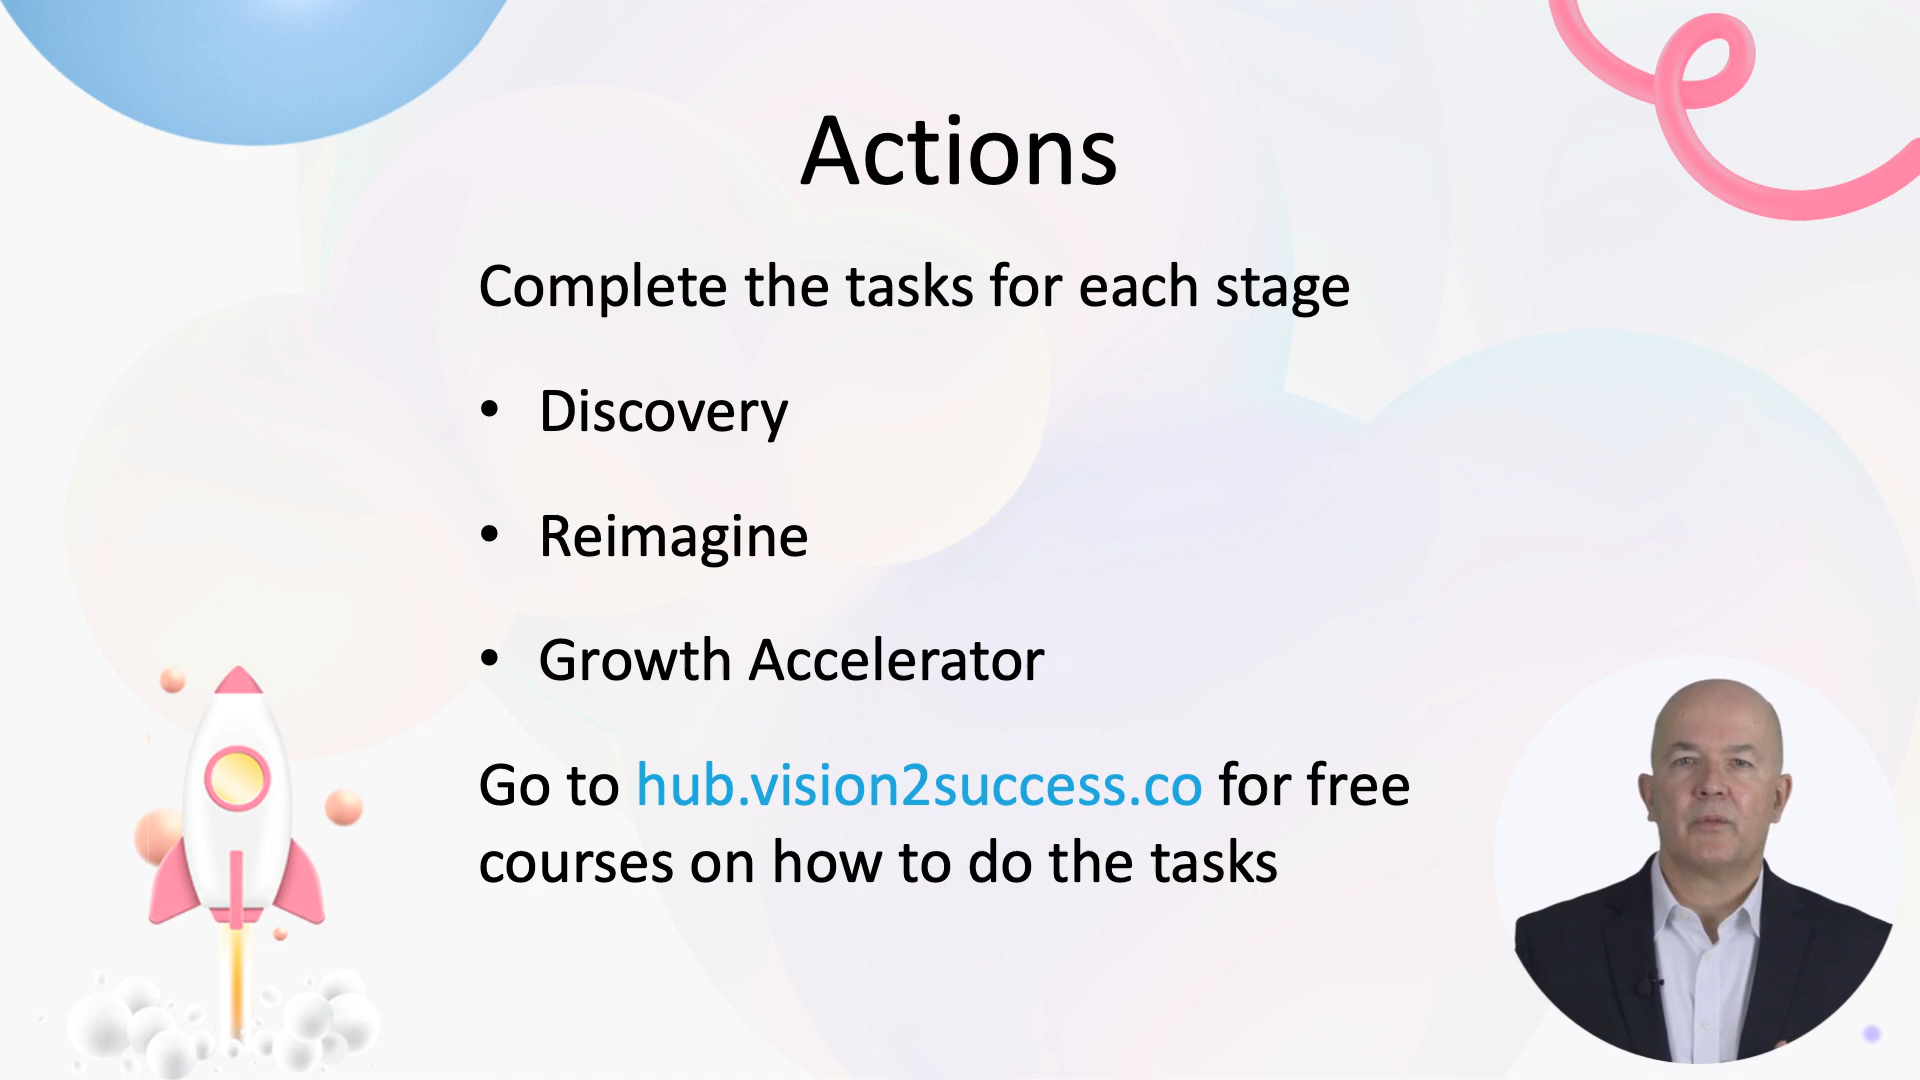 Actions
Complete the tasks for each stage
• Discovery
• Reimagine
• Growth Accelerator
Go to hub.vision2success.co for free
courses on how to do the tasks